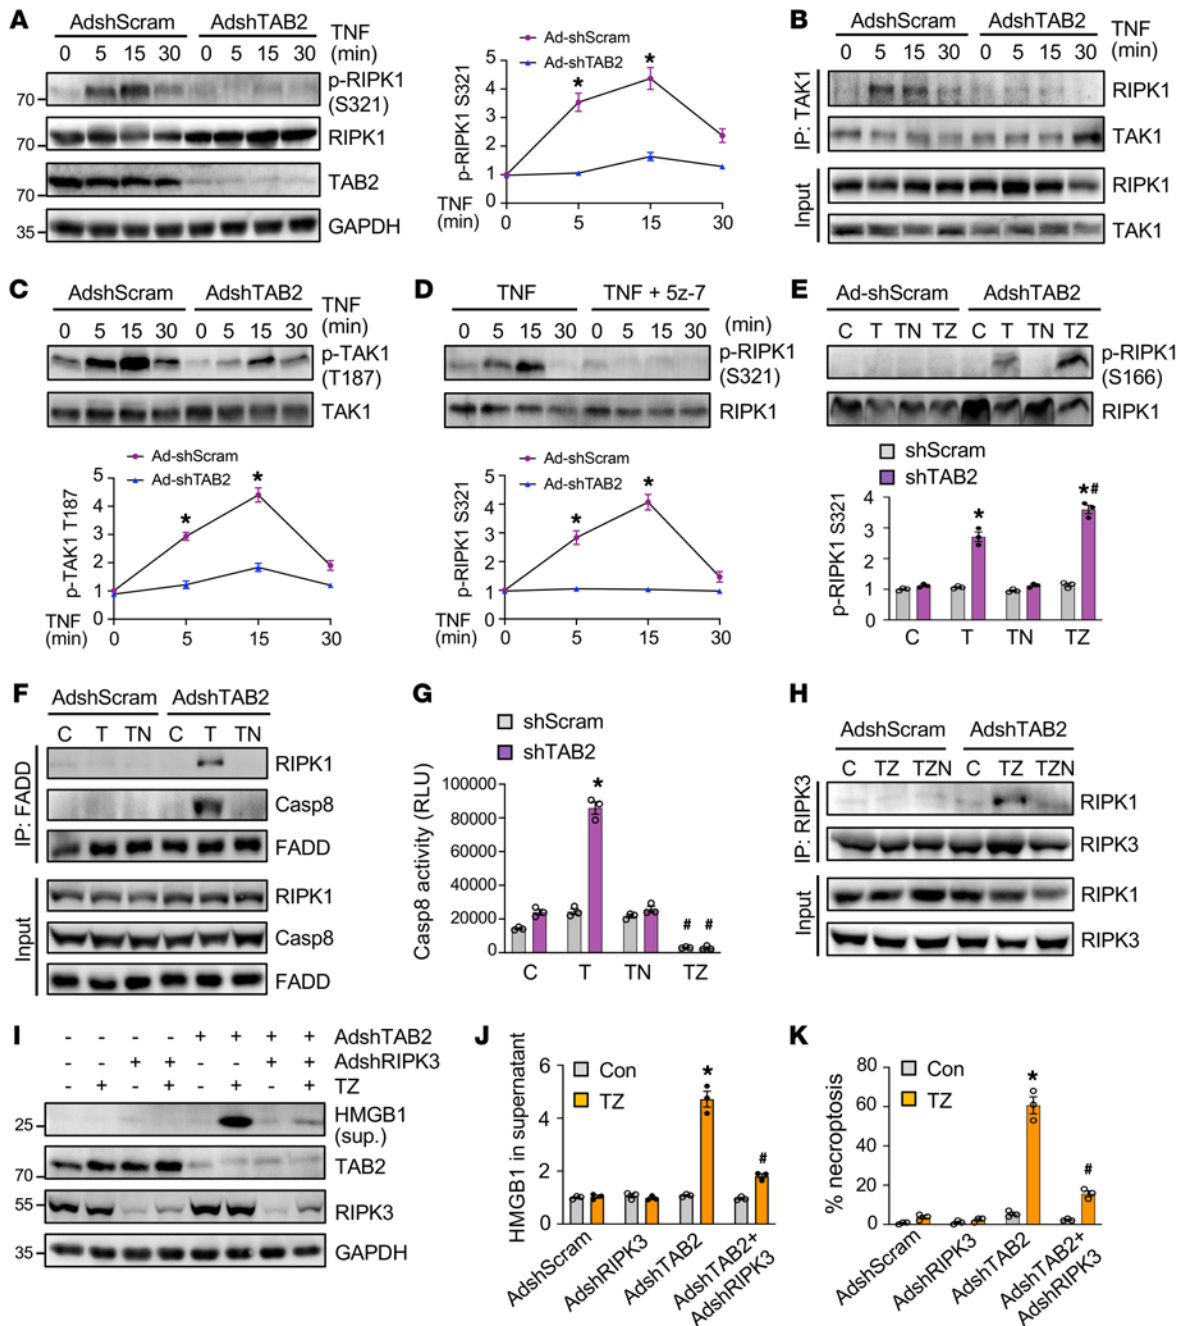 A
AdshScram AdshTAB2
0 5 15 30 0 5 15 30 TNF (min)
70
p-RIPK1 (S321)
70
RIPK1
70
TAB2
35
GAPDH
Ad-shScram
Ad-shTAB2
p-RIPK1 S321
5
4
3
2
1
0
* *
TNF (min)
0 5 15 30
B
AdshScram AdshTAB2
0 5 15 30 0 5 15 30 TNF (min)
IP: TAK1
RIPK1
TAK1
Input
RIPK1
TAK1
C
AdshScram AdshTAB2
0 5 15 30 0 5 15 30 TNF (min)
p-TAK1 (T187)
TAK1
Ad-shScram
Ad-shTAB2
p-TAK1 T187
5
4
3
2
1
0
* *
TNF (min)
0 5 15 30
D
TNF TNF + 5z-7
0 5 15 30 0 5 15 30 (min)
p-RIPK1 (S321)
RIPK1
Ad-shScram
Ad-shTAB2
p-RIPK1 S321
5
4
3
2
1
0
* *
TNF (min)
0 5 15 30
E
Ad-shScram AdshTAB2
C T TN TZ C T TN TZ
p-RIPK1 (S166)
RIPK1
shScram
shTAB2
p-RIPK1 S321
4
3
2
1
0
* *#
C T TN TZ
F
AdshScram AdshTAB2
C T TN C T TN
IP: FADD
RIPK1
Casp8
FADD
Input
RIPK1
Casp8
FADD
G
shScram
shTAB2
Casp8 activity (RLU)
100000
80000
60000
40000
20000
0
* # #
C T TN TZ
H
AdshScram AdshTAB2
C TZ TZN C TZ TZN
IP: RIPK3
RIPK1
RIPK3
Input
RIPK1
RIPK3
I
- - - - + + + + AdshTAB2
- - + + - - + + AdshRIPK3
- + - + - + - + TZ
25
HMGB1 (sup.)
70
TAB2
55
RIPK3
35
GAPDH
J
Con
TZ
HMGB1 in supernatant
6
4
2
0
* #
AdshScram
AdshRIPK3
AdshTAB2
AdshTAB2+
AdshRIPK3
K
Con
TZ
% necroptosis
80
60
40
20
0
* #
AdshScram
AdshRIPK3
AdshTAB2
AdshTAB2+
AdshRIPK3